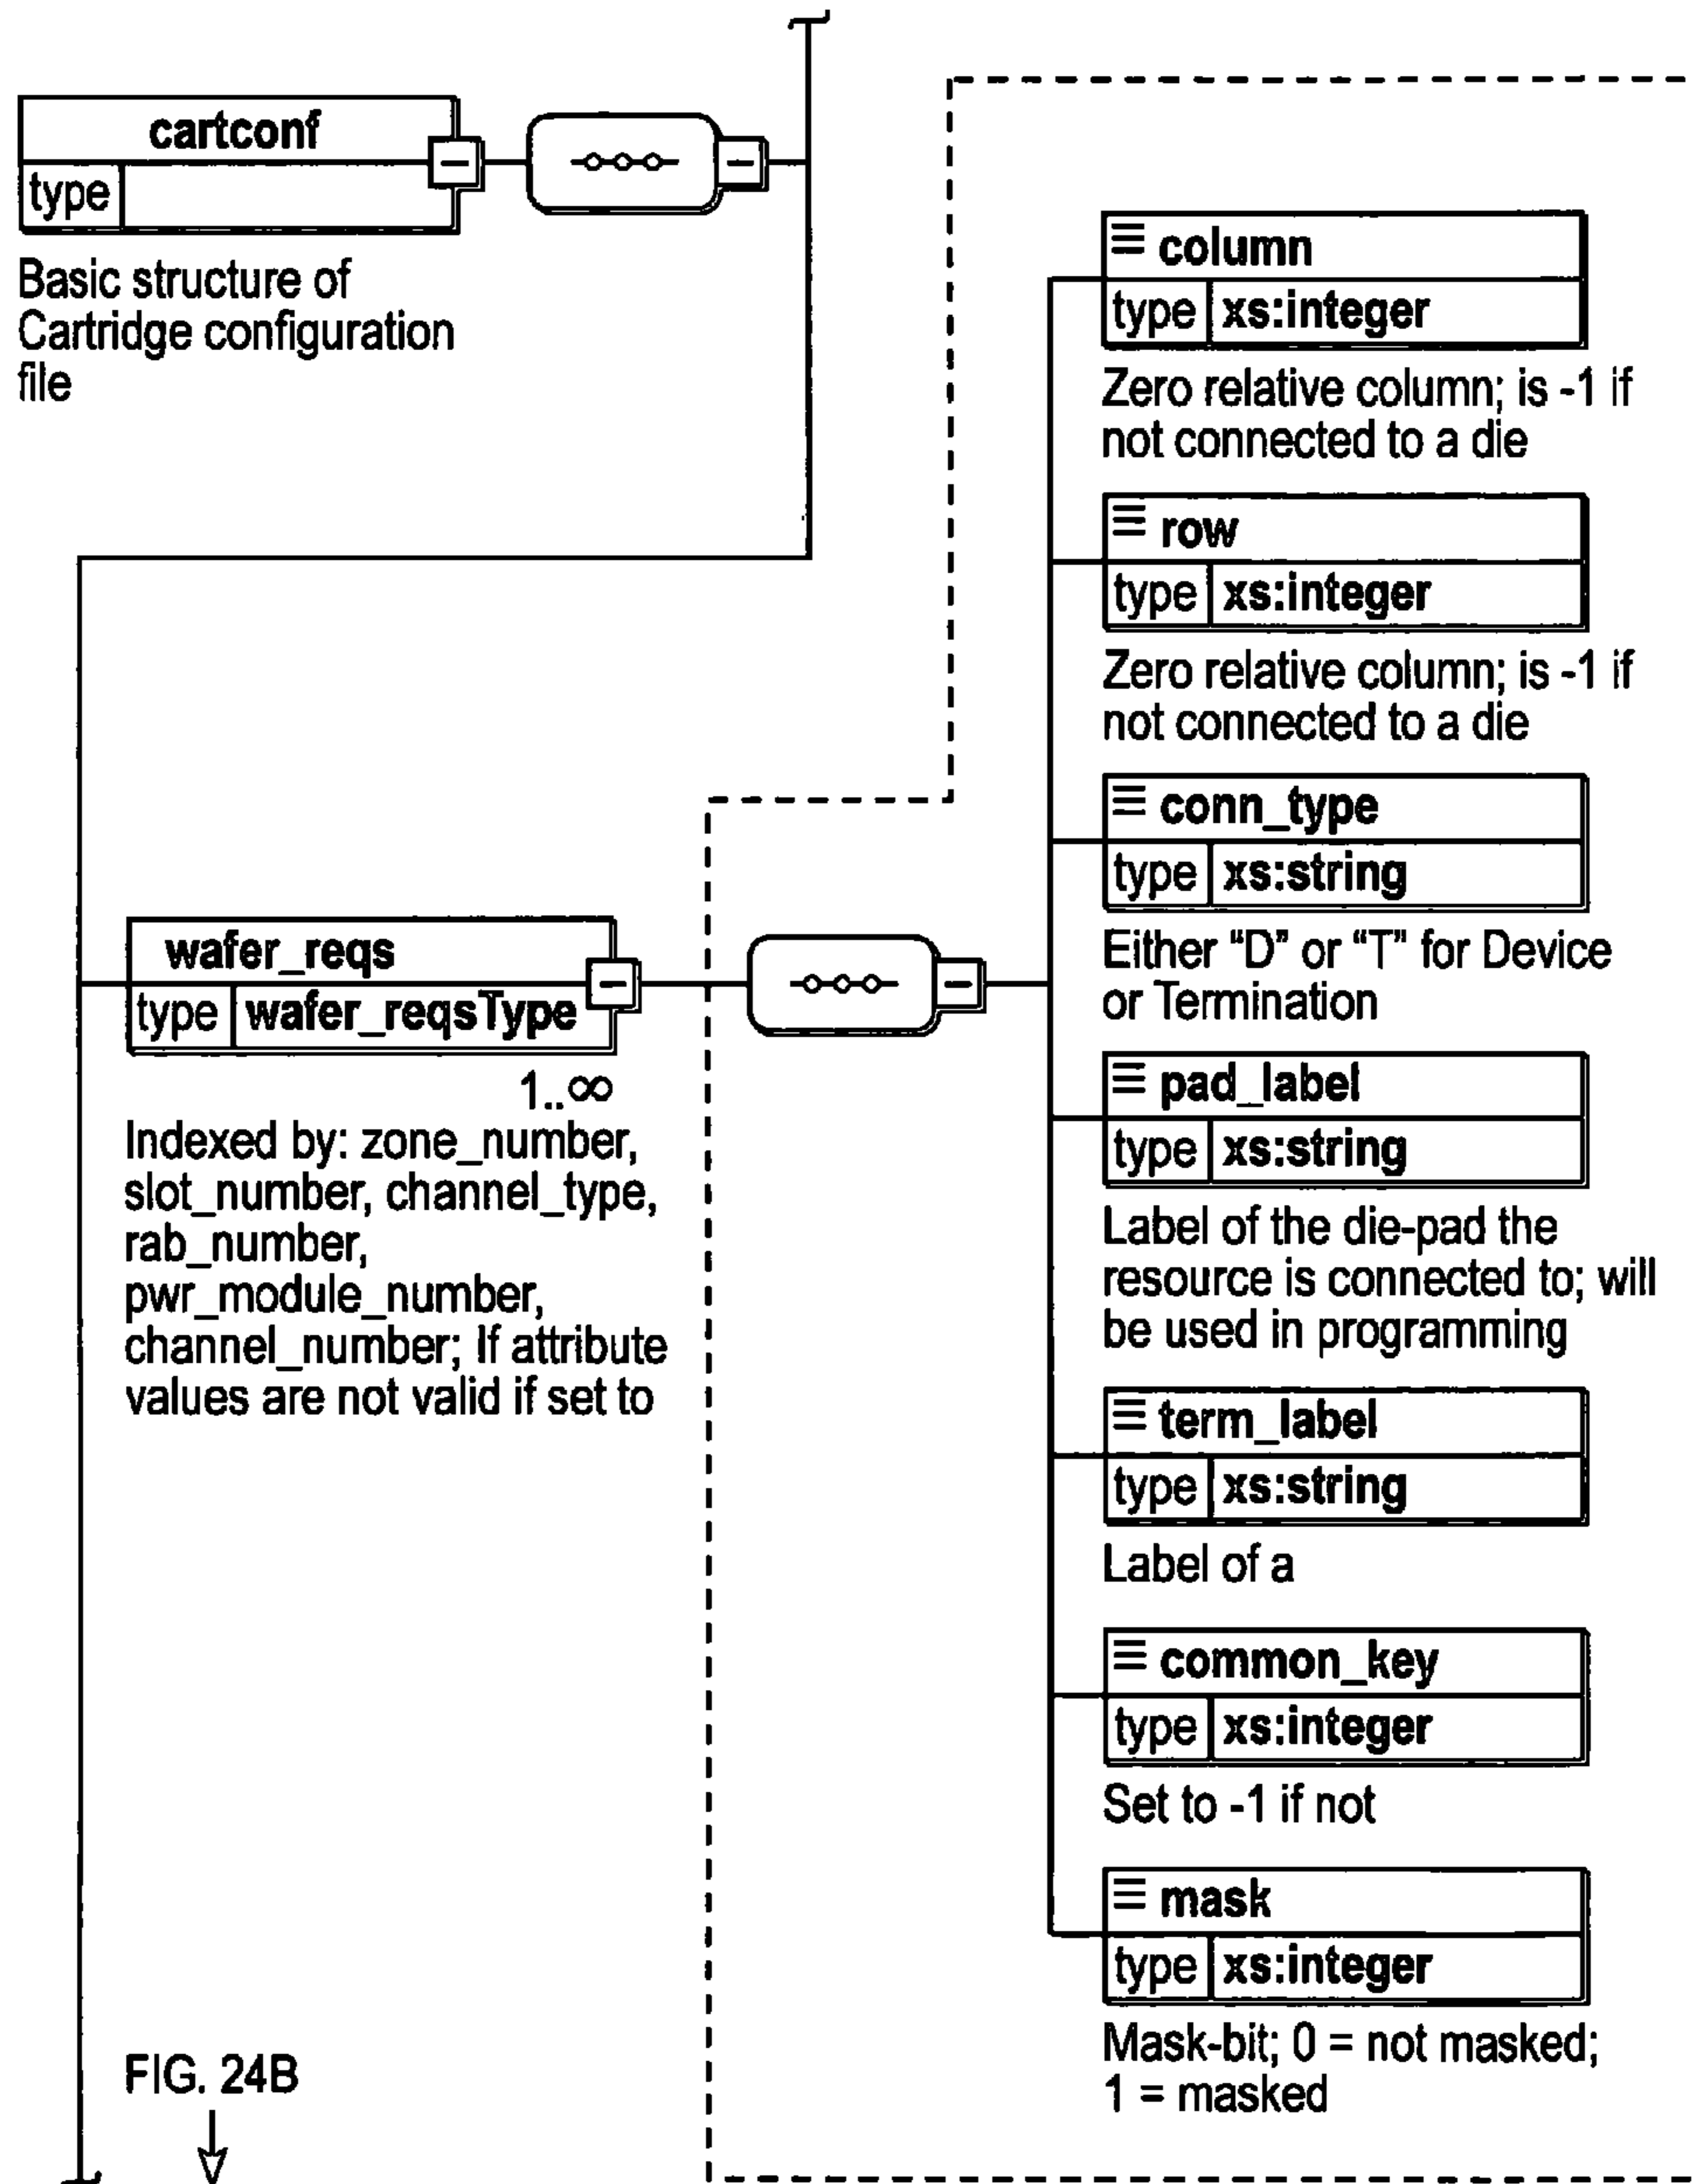 cartconf
type
Basic structure of
Cartridge configuration
file
wafer_reqs
type wafer_reqsType
1..∞
Indexed by: zone_number,
slot_number, channel_type,
rab_number,
pwr_module_number,
channel_number; If attribute
values are not valid if set to
column
type xs:integer
Zero relative column; is -1 if
not connected to a die
row
type xs:integer
Zero relative column; is -1 if
not connected to a die
conn_type
type xs:string
Either “D” or “T” for Device
or Termination
pad_label
type xs:string
Label of the die-pad the
resource is connected to; will
be used in programming
term_label
type xs:string
Label of a
common_key
type xs:integer
Set to -1 if not
mask
type xs:integer
Mask-bit; 0 = not masked;
1 = masked
FIG. 24B